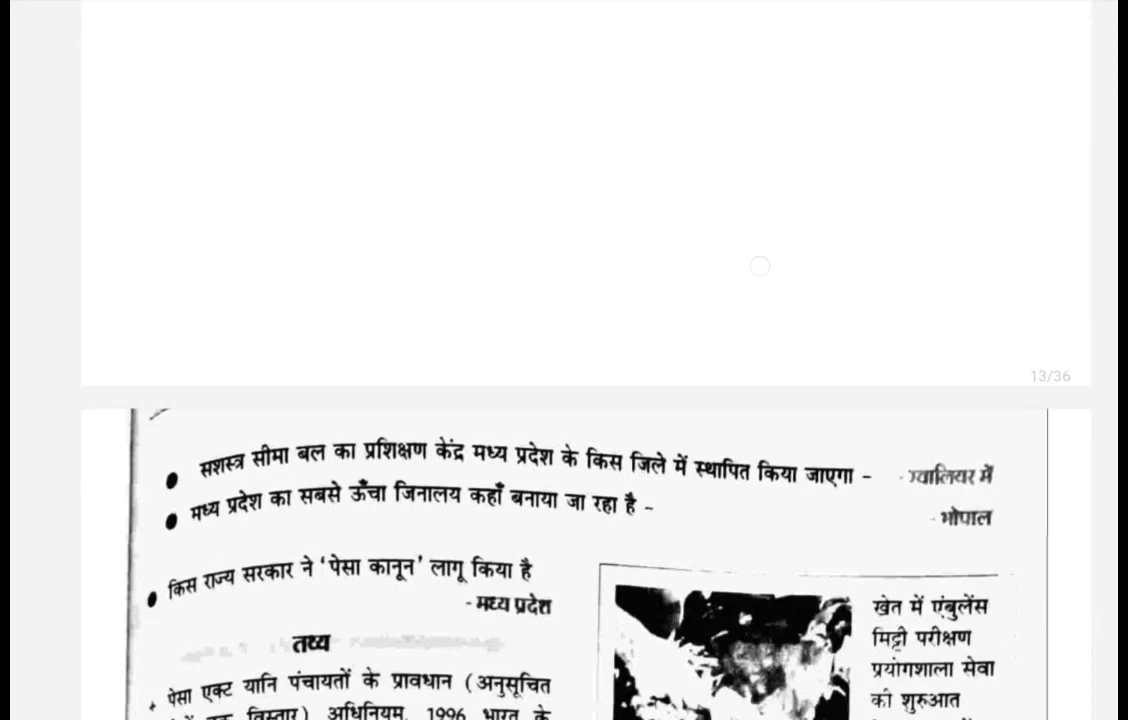 13/36
सशस्त्र सीमा बल का प्रशिक्षण केंद्र मध्य प्रदेश के किस जिले में स्थापित किया जाएगा - - ग्वालियर में
मध्य प्रदेश का सबसे ऊँचा जिनालय कहाँ बनाया जा रहा है - - भोपाल
किस राज्य सरकार ने 'पेसा कानून' लागू किया है
- मध्य प्रदेश
तथ्य
पेसा एक्ट यानि पंचायतों के प्रावधान (अनुसूचित
विस्तार) अधिनियम, 1996 भारत के
खेत में एंबुलेंस
मिट्टी परीक्षण
प्रयोगशाला सेवा
की शुरुआत